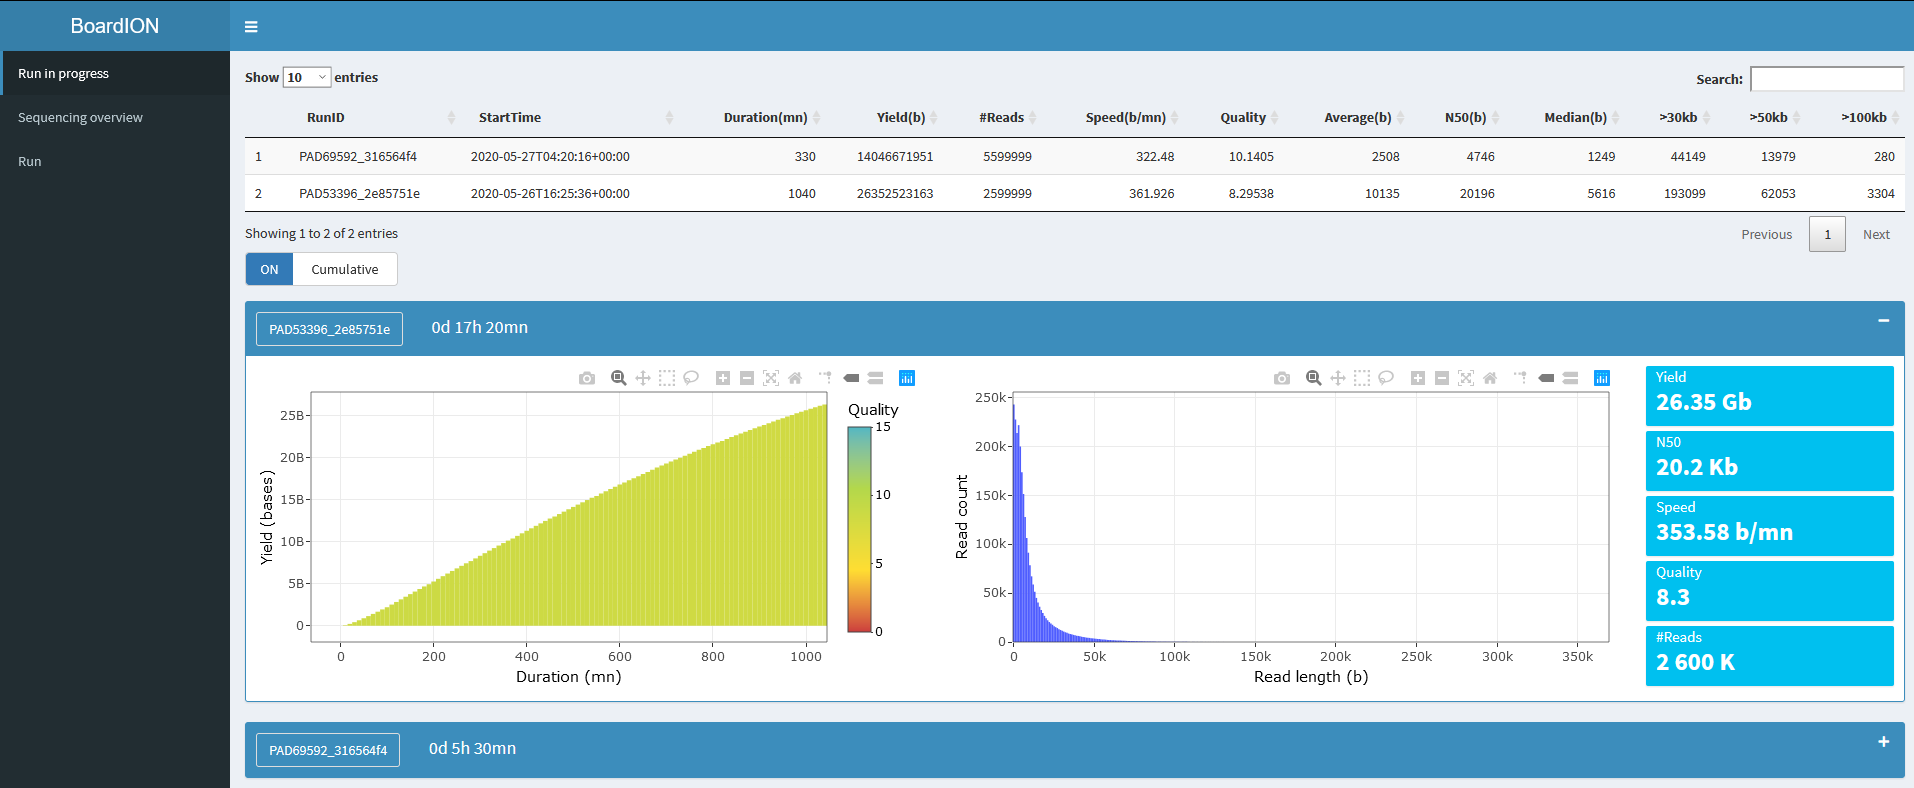 BoardION
Run in progress
Sequencing overview
Run
Show 10 entries
Search:
RunID StartTime Duration(mn) Yield(b) #Reads Speed(b/mn) Quality Average(b) N50(b) Median(b) >30kb >50kb >100kb
1 PAD69592_316564f4 2020-05-27T04:20:16+00:00 330 14046671951 5599999 322.48 10.1405 2508 4746 1249 44149 13979 280
2 PAD53396_2e85751e 2020-05-26T16:25:36+00:00 1040 26352523163 2599999 361.926 8.29538 10135 20196 5616 193099 62053 3304
Showing 1 to 2 of 2 entries
Previous 1 Next
ON Cumulative
PAD53396_2e85751e 0d 17h 20mn
Yield (bases)
25B
20B
15B
10B
5B
0
0 200 400 600 800 1000
Duration (mn)
Quality
15
10
5
0
Read count
250k
200k
150k
100k
50k
0
0 50k 100k 150k 200k 250k 300k 350k
Read length (b)
Yield
26.35 Gb
N50
20.2 Kb
Speed
353.58 b/mn
Quality
8.3
#Reads
2 600 K
PAD69592_316564f4 0d 5h 30mn